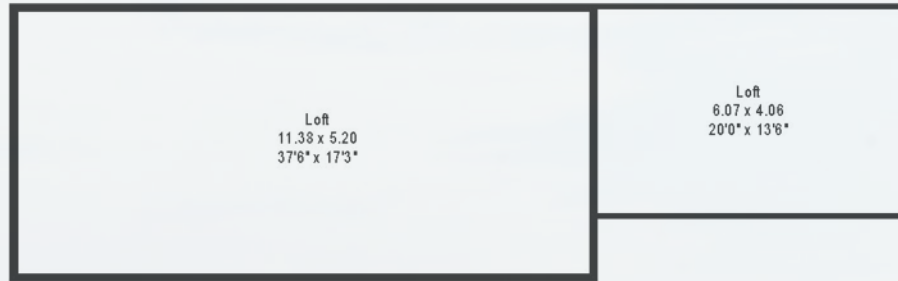 Loft
11.38 x 5.20
37'6" x 17'3"
Loft
6.07 x 4.06
20'0" x 13'6"